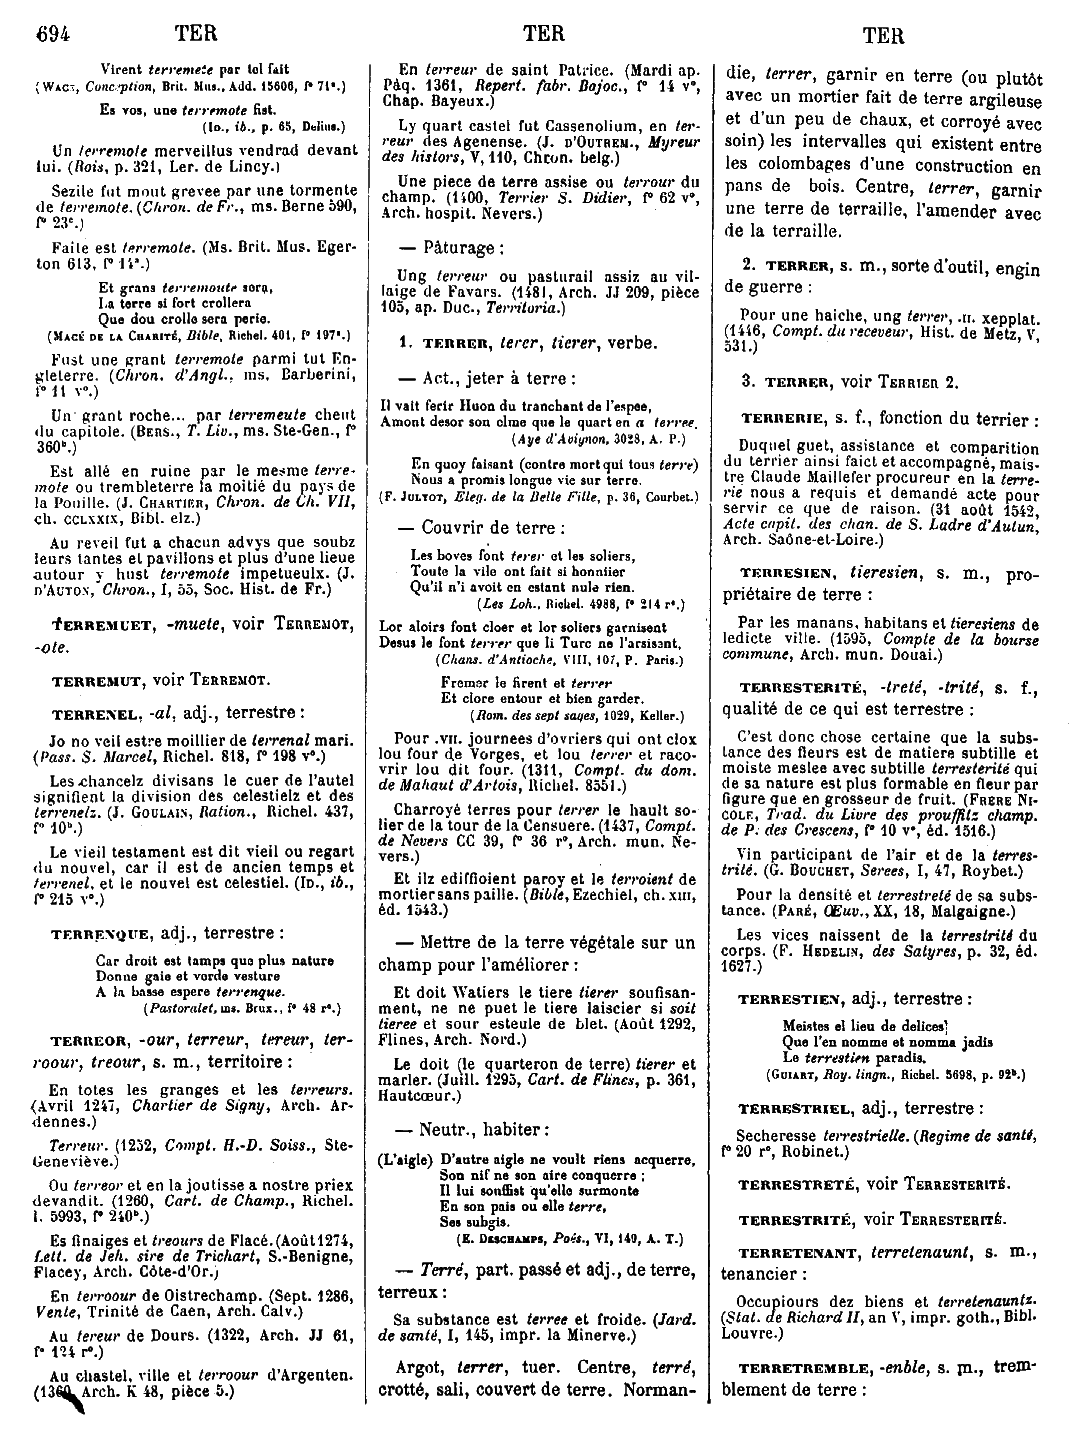 694 TER TER TER
Virent terremete par tol fait
(WACE, Conception, Brit. Mus., Add. 15606, f° 71ª.)
Es vos, une terremote fist.
(ID., ib., p. 65, Delius.)
Un terremote merveillus vendrad devant
lui. (Rois, p. 321, Ler. de Lincy.)
Sezile fut mout grevee par une tormente
de terremote. (Chron. de Fr., ms. Berne 590,
f° 23ᶜ.)
Faite est terremote. (Ms. Brit. Mus. Eger-
ton 613, f° 14ª.)
Et grans terremoute sora,
La terre si fort crollera
Que dou crolle sera perie.
(MACÉ DE LA CHARITÉ, Bible, Richel. 401, f° 197ª.)
Fust une grant terremote parmi tut En-
gleterre. (Chron. d'Angl., ms. Barberini,
f° 11 v°.)
Un grant roche... par terremeute cheut
du capitole. (BERS., T. Liv., ms. Ste-Gen., f°
360ᵇ.)
Est allé en ruine par le mesme terre-
mote ou trembleterre la moitié du pays de
la Pouille. (J. CHARTIER, Chron. de Ch. VII,
ch. CCLXXIX, Bibl. elz.)
Au reveil fut a chacun advys que soubz
leurs tantes et pavillons et plus d'une lieue
autour y hust terremote impetueulx. (J.
D'AUTON, Chron., I, 55, Soc. Hist. de Fr.)
TERREMUET, -muete, voir TERREMOT,
-ote.
TERREMUT, voir TERREMOT.
TERRENEL, -al, adj., terrestre :
Jo no veil estre moillier de terrenal mari.
(Pass. S. Marcel, Richel. 818, f° 198 v°.)
Les chancelz divisans le cuer de l'autel
signifient la division des celestielz et des
terrenelz. (J. GOULAIN, Ration., Richel. 437,
f° 10ᵇ.)
Le vieil testament est dit vieil ou regart
du nouvel, car il est de ancien temps et
terrenel, et le nouvel est celestiel. (ID., ib.,
f° 215 v°.)
TERRENQUE, adj., terrestre :
Car droit est tamps que plus nature
Donne gaie et verde vesture
A la basse espere terrenque.
(Pastoralet, ms. Brux., f° 48 r°.)
TERREOR, -our, terreur, tereur, ter-
roour, treour, s. m., territoire :
En totes les granges et les terreurs.
(Avril 1247, Chartier de Signy, Arch. Ar-
dennes.)
Terreur. (1252, Compt. H.-D. Soiss., Ste-
Geneviève.)
Ou terreor et en la joutisse a nostre priex
devandit. (1260, Cart. de Champ., Richel.
l. 5993, f° 240ᵇ.)
Es finaiges et treours de Flacé. (Août 1274,
Lett. de Jeh. sire de Trichart, S.-Benigne,
Flacey, Arch. Côte-d'Or.)
En terroour de Oistrechamp. (Sept. 1286,
Vente, Trinité de Caen, Arch. Calv.)
Au tereur de Dours. (1322, Arch. JJ 61,
f° 124 r°.)
Au chastel, ville et terroour d'Argenten.
(1360, Arch. K 48, pièce 5.)
En terreur de saint Patrice. (Mardi ap.
Pâq. 1361, Repert. fabr. Bajoc., f° 14 v°,
Chap. Bayeux.)
Ly quart castel fut Cassenolium, en ter-
reur des Agenense. (J. D'OUTREM., Myreur
des histors, V, 110, Chron. belg.)
Une piece de terre assise ou terrour du
champ. (1400, Terrier S. Didier, f° 62 v°,
Arch. hospit. Nevers.)
— Pâturage :
Ung terreur ou pasturail assiz au vil-
laige de Favars. (1481, Arch. JJ 209, pièce
105, ap. Duc., Territoria.)
1. TERRER, terer, tierer, verbe.
— Act., jeter à terre :
Il vait ferir Huon du tranchant de l'espee,
Amont desor son elme que le quart en a terree.
(Aye d'Avignon, 3028, A. P.)
En quoy faisant (contre mort qui tous terre)
Nous a promis longue vie sur terre.
(F. JULYOT, Eleg. de la Belle Fille, p. 36, Courbet.)
— Couvrir de terre :
Les boves font terer et les soliers,
Toute la vile ont fait si honniier
Qu'il n'i avoit en estant nule rien.
(Les Loh., Richel. 4988, f° 214 r°.)
Lor aloirs font cloer et lor soliers garnissent
Desus le font terrer que li Turc ne l'arsisant,
(Chans. d'Antioche, VIII, 107, P. Paris.)
Fremer le firent et terrer
Et clore entour et bien garder.
(Rom. des sept sages, 1029, Keller.)
Pour .VII. journees d'ovriers qui ont clox
lou four de Vorges, et lou terrer et raco-
vrir lou dit four. (1311, Compt. du dom.
de Mahaut d'Artois, Richel. 8551.)
Charroyé terres pour terrer le hault so-
lier de la tour de la Censuere. (1437, Compt.
de Nevers CC 39, f° 36 r°, Arch. mun. Ne-
vers.)
Et ilz ediffioient paroy et le terroient de
mortier sans paille. (Bible, Ezechiel, ch. XIII,
éd. 1543.)
— Mettre de la terre végétale sur un
champ pour l'améliorer :
Et doit Watiers le tiere tierer soufisan-
ment, ne ne puet le tiere laiscier si soit
tieree et sour esteule de blet. (Août 1292,
Flines, Arch. Nord.)
Le doit (le quarteron de terre) tierer et
marler. (Juill. 1295, Cart. de Flines, p. 361,
Hautcœur.)
— Neutr., habiter :
(L'aigle) D'autre aigle ne voult riens acquerre,
Son nif ne son aire conquerre ;
Il lui souffist qu'elle surmonte
En son pais ou elle terre,
Ses subgis.
(E. DESCHAMPS, Poés., VI, 149, A. T.)
— Terré, part. passé et adj., de terre,
terreux :
Sa substance est terree et froide. (Jard.
de santé, I, 145, impr. la Minerve.)
Argot, terrer, tuer. Centre, terré,
crotté, sali, couvert de terre. Norman-
die, terrer, garnir en terre (ou plutôt
avec un mortier fait de terre argileuse
et d'un peu de chaux, et corroyé avec
soin) les intervalles qui existent entre
les colombages d'une construction en
pans de bois. Centre, terrer, garnir
une terre de terraille, l'amender avec
de la terraille.
2. TERRER, s. m., sorte d'outil, engin
de guerre :
Pour une haiche, ung terrer, .II. xepplat.
(1446, Compt. du receveur, Hist. de Metz, V,
531.)
3. TERRER, voir TERRIER 2.
TERRERIE, s. f., fonction du terrier :
Duquel guet, assistance et comparition
du terrier ainsi faict et accompagné, mais-
tre Claude Maillefer procureur en la terre-
rie nous a requis et demandé acte pour
servir ce que de raison. (31 août 1542,
Acte capit. des chan. de S. Ladre d'Autun,
Arch. Saône-et-Loire.)
TERRESIEN, tieresien, s. m., pro-
priétaire de terre :
Par les manans, habitans et tieresiens de
ledicte ville. (1595, Compte de la bourse
commune, Arch. mun. Douai.)
TERRESTERITÉ, -treté, -trité, s. f.,
qualité de ce qui est terrestre :
C'est donc chose certaine que la subs-
tance des fleurs est de matiere subtille et
moiste meslee avec subtille terresterité qui
de sa nature est plus formable en fleur par
figure que en grosseur de fruit. (FRERE NI-
COLE, Trad. du Livre des prouffilz champ.
de P. des Crescens, f° 10 v°, éd. 1516.)
Vin participant de l'air et de la terres-
trité. (G. BOUCHET, Serees, I, 47, Roybet.)
Pour la densité et terrestreté de sa subs-
tance. (PARÉ, Œuv., XX, 18, Malgaigne.)
Les vices naissent de la terrestrité du
corps. (F. HEDELIN, des Satyres, p. 32, éd.
1627.)
TERRESTIEN, adj., terrestre :
Meistes el lieu de delices
Que l'en nomme et nomma jadis
Le terrestien paradis.
(GUIART, Roy. lingn., Richel. 5698, p. 92ᵇ.)
TERRESTRIEL, adj., terrestre :
Secheresse terrestrielle. (Regime de santé,
f° 20 r°, Robinet.)
TERRESTRETÉ, voir TERRESTERITÉ.
TERRESTRITÉ, voir TERRESTERITÉ.
TERRETENANT, terretenaunt, s. m.,
tenancier :
Occupiours dez biens et terretenauntz.
(Stat. de Richard II, an V, impr. goth., Bibl.
Louvre.)
TERRETREMBLE, -enble, s. m., trem-
blement de terre :